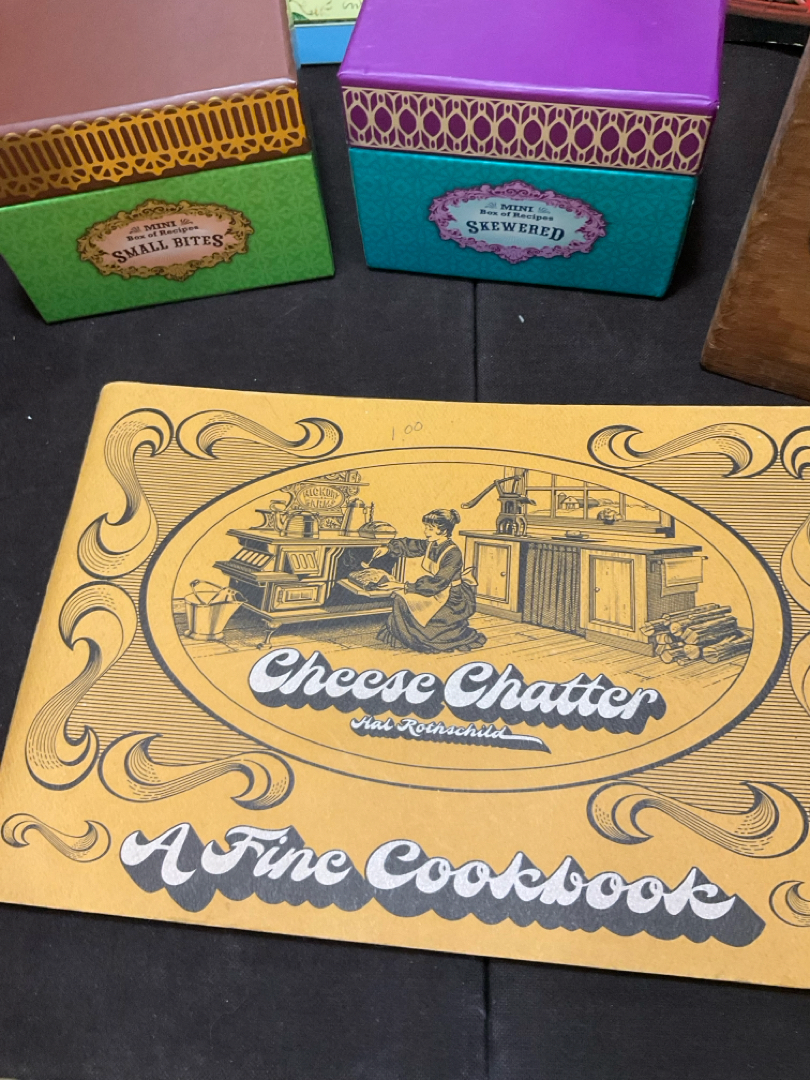 MINI
Box of Recipes
SMALL BITES
MINI
Box of Recipes
SKEWERED
1.00
HICKORY
FARMS
Cheese Chatter
Hal Rothschild
A Fine Cookbook